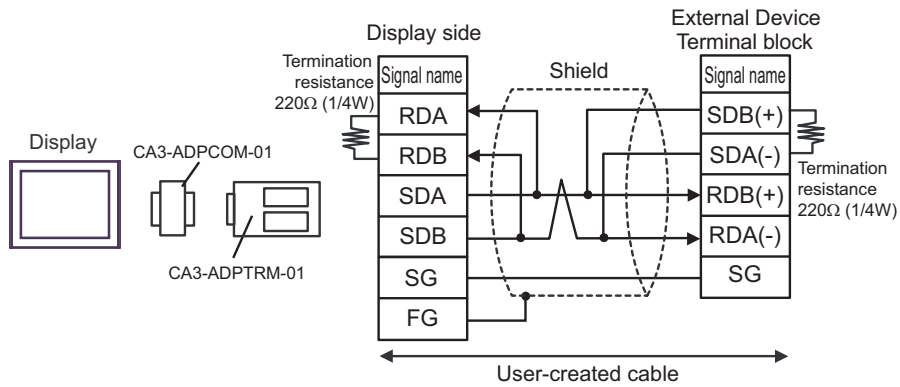 Display
CA3-ADPCOM-01
CA3-ADPTRM-01
Display side
Termination
resistance
220Ω (1/4W)
Signal name
RDA
RDB
SDA
SDB
SG
FG
Shield
External Device
Terminal block
Signal name
SDB(+)
SDA(-)
RDB(+)
RDA(-)
SG
Termination
resistance
220Ω (1/4W)
User-created cable